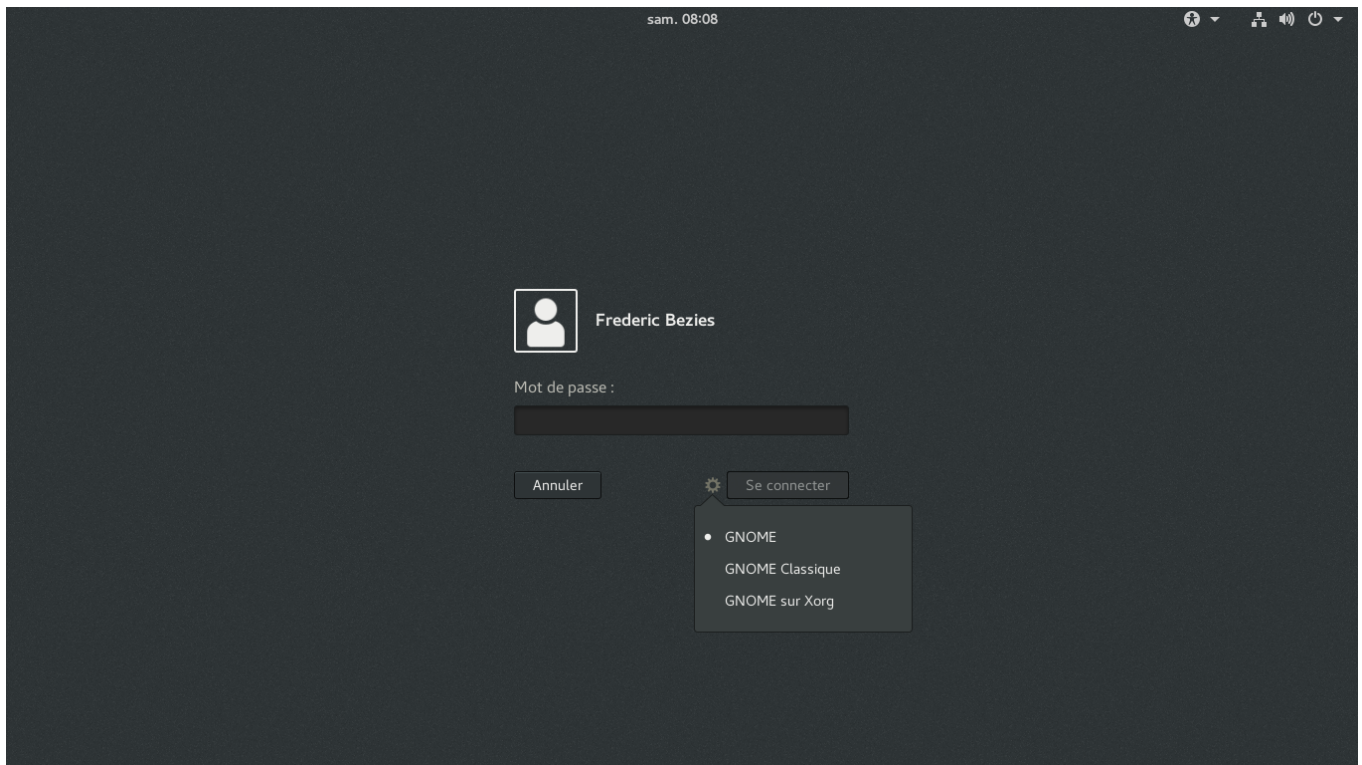 sam. 08:08
Frederic Bezies
Mot de passe :
Annuler
Se connecter
GNOME
GNOME Classique
GNOME sur Xorg